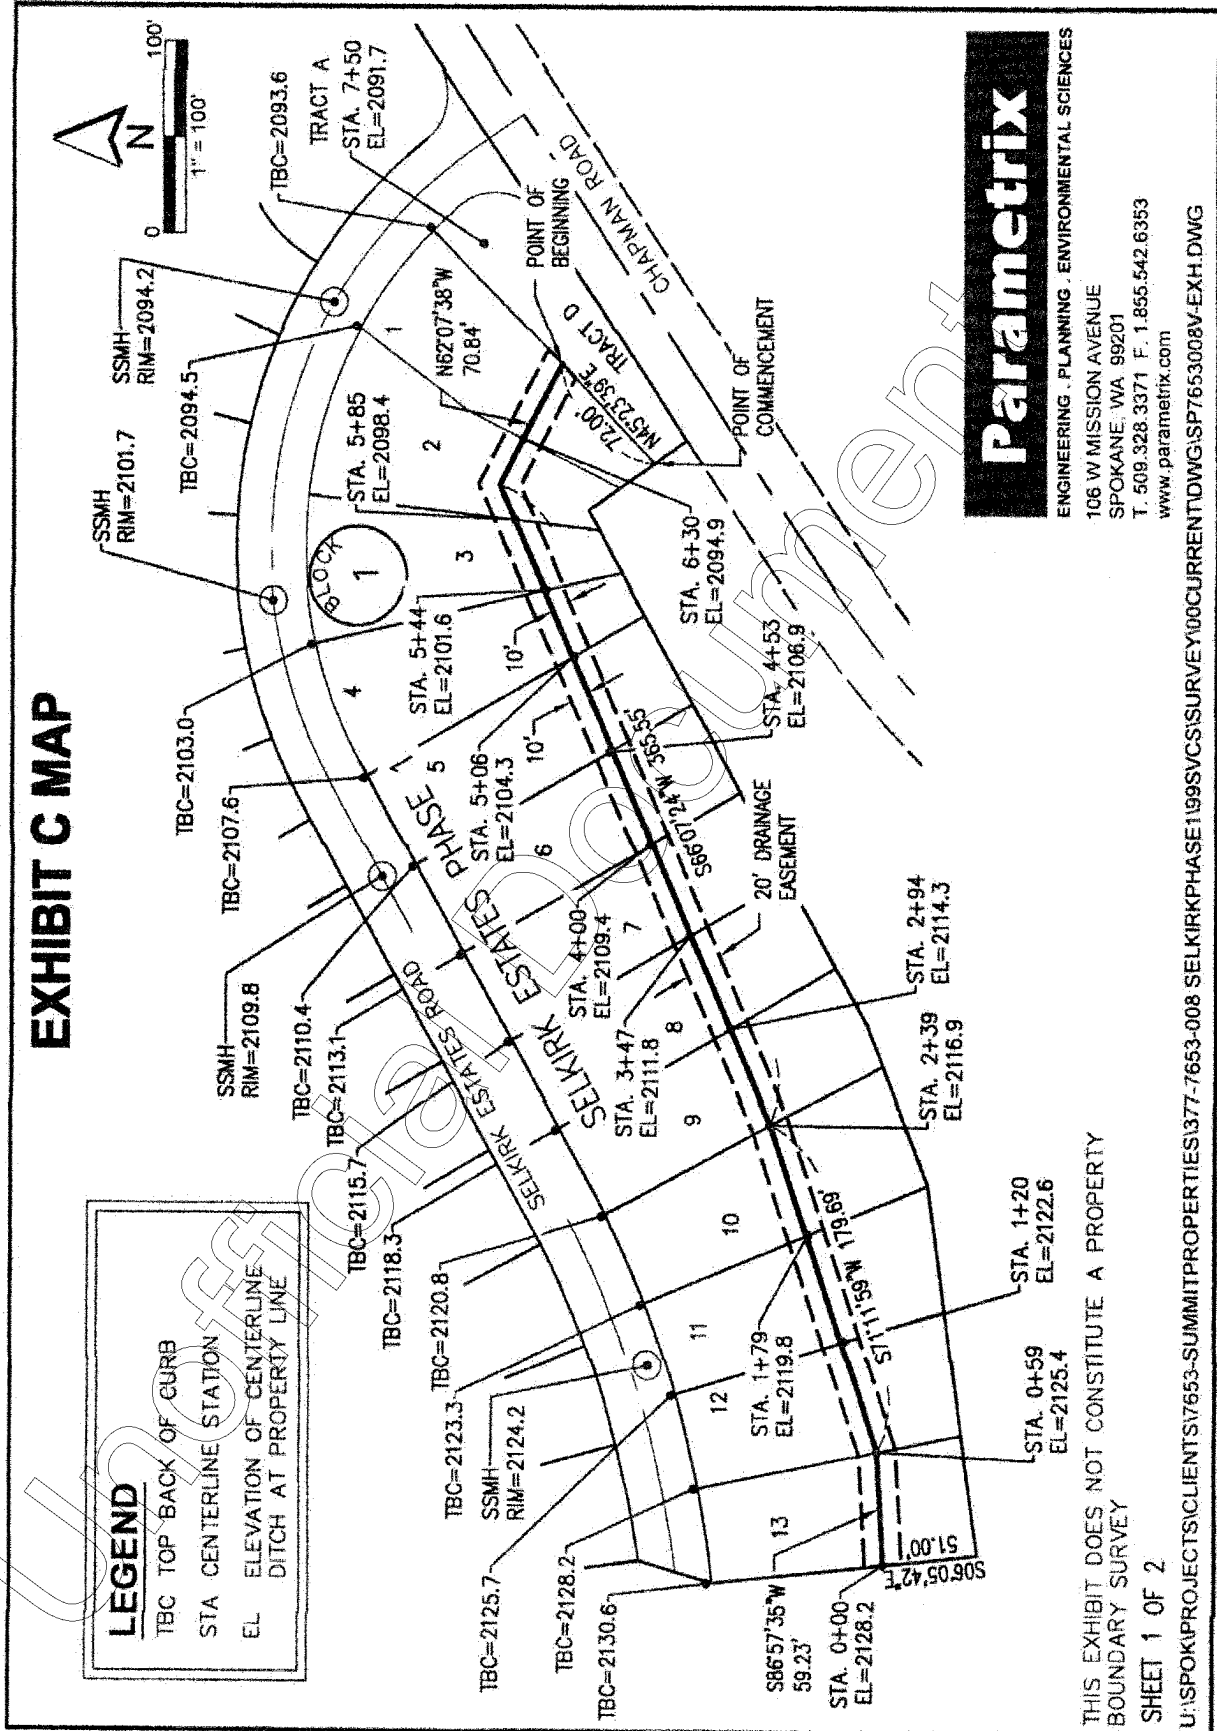 EXHIBIT C MAP
LEGEND
TBC TOP BACK OF CURB
STA CENTERLINE STATION
EL ELEVATION OF CENTERLINE
DITCH AT PROPERTY LINE
N
0
100'
1" = 100'
SSMH
RIM=2109.8
TBC=2107.6
TBC=2103.0
SSMH
RIM=2101.7
TBC=2094.5
SSMH
RIM=2094.2
TBC=2093.6
TRACT A
STA. 7+50
EL=2091.7
TBC=2110.4
TBC=2113.1
TBC=2115.7
TBC=2118.3
TBC=2120.8
TBC=2123.3
SSMH
RIM=2124.2
TBC=2125.7
TBC=2128.2
TBC=2130.6
SELKIRK ESTATES ROAD
BLOCK
1
SELKIRK ESTATES PHASE 1
1
2
3
4
5
6
7
8
9
10
11
12
13
STA. 5+85
EL=2098.4
N62°07'38"W
70.84'
POINT OF
BEGINNING
CHAPMAN ROAD
TRACT D
N45°23'39"E
72.00'
POINT OF
COMMENCEMENT
STA. 5+44
EL=2101.6
10'
10'
STA. 5+06
EL=2104.3
STA. 6+30
EL=2094.9
STA. 4+53
EL=2106.9
S66°07'24"W 365.55'
STA. 4+00
EL=2109.4
20' DRAINAGE
EASEMENT
STA. 3+47
EL=2111.8
STA. 2+94
EL=2114.3
STA. 2+39
EL=2116.9
STA. 1+79
EL=2119.8
S71°11'59"W 179.69'
STA. 1+20
EL=2122.6
STA. 0+59
EL=2125.4
S86°57'35"W
59.23'
STA. 0+00
EL=2128.2
S06°05'42"E
51.00'
THIS EXHIBIT DOES NOT CONSTITUTE A PROPERTY
BOUNDARY SURVEY
SHEET 1 OF 2
U:\SPOK\PROJECTS\CLIENTS\7653-SUMMITPROPERTIES\377-7653-008 SELKIRKPHASE1\99SVCS\SURVEY\00CURRENT\DWG\SP7653008V-EXH.DWG
Parametrix
ENGINEERING . PLANNING . ENVIRONMENTAL SCIENCES
106 W MISSION AVENUE
SPOKANE, WA 99201
T. 509.328.3371 F. 1.855.542.6353
www.parametrix.com
Unofficial Document